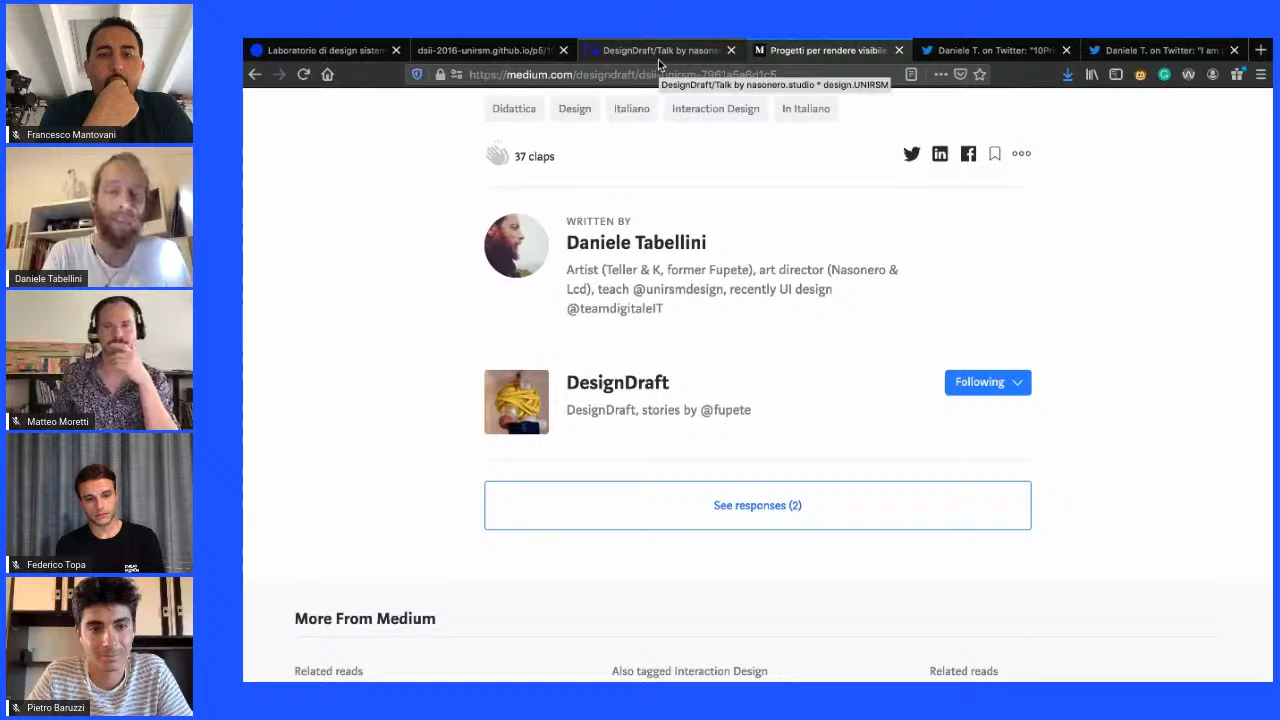 Francesco Mantovani
Daniele Tabellini
Matteo Moretti
Federico Topa
Pietro Baruzzi
Laboratorio di design siste
dsii-2016-unirsm.github.io/p5/1
DesignDraft/Talk by nasone
Progetti per rendere visibile
Daniele T. on Twitter: "10Pri
Daniele T. on Twitter: "I am
https://medium.com/designdraft/dsii-unirsm-7961a5a6d1c5
DesignDraft/Talk by nasonero.studio * design.UNIRSM
Didattica
Design
Italiano
Interaction Design
In Italiano
37 claps
WRITTEN BY
Daniele Tabellini
Artist (Teller & K, former Fupete), art director (Nasonero &
Lcd), teach @unirsmdesign, recently UI design
@teamdigitaleIT
DesignDraft
Following
DesignDraft, stories by @fupete
See responses (2)
More From Medium
Related reads
Also tagged Interaction Design
Related reads